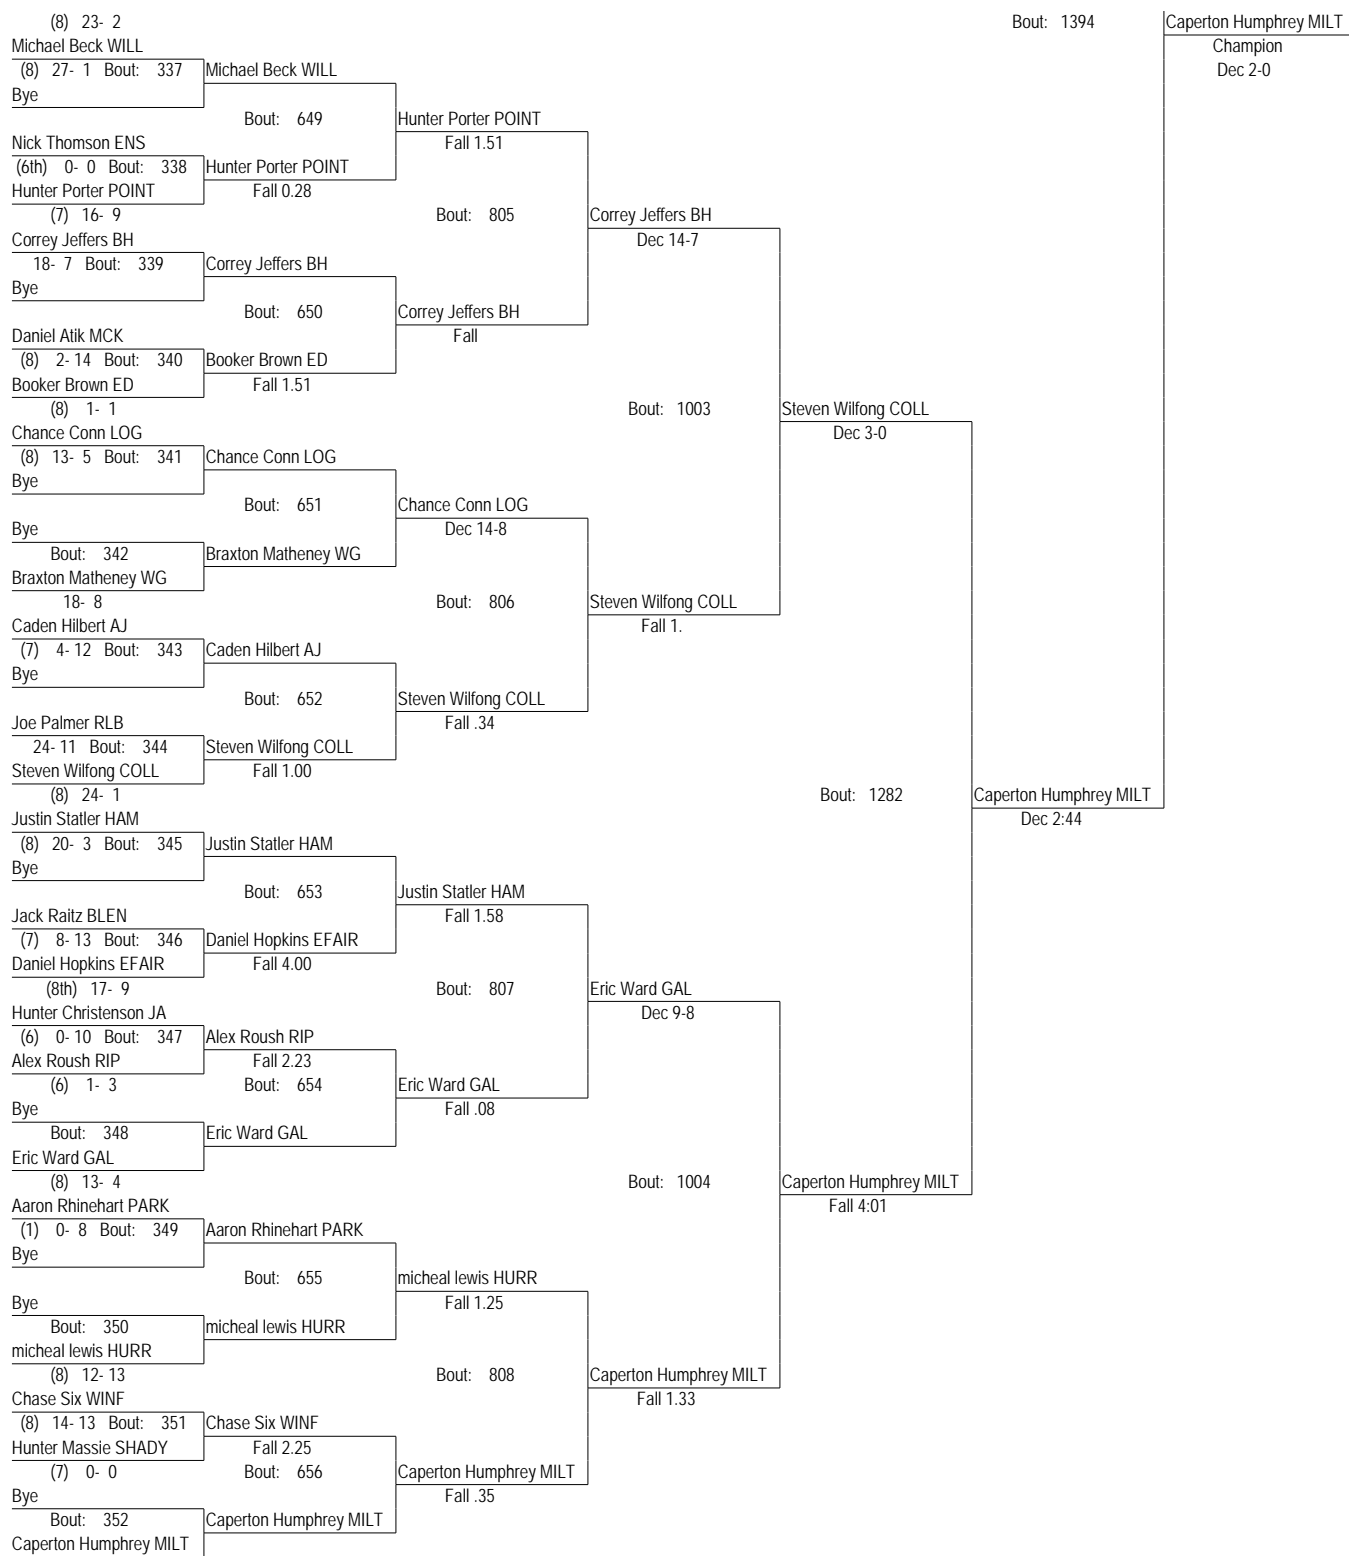 (8) 23- 2
Bout: 1394
Caperton Humphrey MILT
Michael Beck WILL
Champion
(8) 27- 1 Bout: 337
Michael Beck WILL
Dec 2-0
Bye
Bout: 649
Hunter Porter POINT
Nick Thomson ENS
Fall 1.51
(6th) 0- 0 Bout: 338
Hunter Porter POINT
Hunter Porter POINT
Fall 0.28
(7) 16- 9
Bout: 805
Correy Jeffers BH
Correy Jeffers BH
Dec 14-7
18- 7 Bout: 339
Correy Jeffers BH
Bye
Bout: 650
Correy Jeffers BH
Daniel Atik MCK
Fall
(8) 2- 14 Bout: 340
Booker Brown ED
Booker Brown ED
Fall 1.51
(8) 1- 1
Bout: 1003
Steven Wilfong COLL
Chance Conn LOG
Dec 3-0
(8) 13- 5 Bout: 341
Chance Conn LOG
Bye
Bout: 651
Chance Conn LOG
Bye
Dec 14-8
Bout: 342
Braxton Matheney WG
Braxton Matheney WG
18- 8
Bout: 806
Steven Wilfong COLL
Caden Hilbert AJ
Fall 1.
(7) 4- 12 Bout: 343
Caden Hilbert AJ
Bye
Bout: 652
Steven Wilfong COLL
Joe Palmer RLB
Fall .34
24- 11 Bout: 344
Steven Wilfong COLL
Steven Wilfong COLL
Fall 1.00
(8) 24- 1
Bout: 1282
Caperton Humphrey MILT
Justin Statler HAM
Dec 2:44
(8) 20- 3 Bout: 345
Justin Statler HAM
Bye
Bout: 653
Justin Statler HAM
Jack Raitz BLEN
Fall 1.58
(7) 8- 13 Bout: 346
Daniel Hopkins EFAIR
Daniel Hopkins EFAIR
Fall 4.00
(8th) 17- 9
Bout: 807
Eric Ward GAL
Hunter Christenson JA
Dec 9-8
(6) 0- 10 Bout: 347
Alex Roush RIP
Alex Roush RIP
Fall 2.23
(6) 1- 3
Bout: 654
Eric Ward GAL
Bye
Fall .08
Bout: 348
Eric Ward GAL
Eric Ward GAL
(8) 13- 4
Bout: 1004
Caperton Humphrey MILT
Aaron Rhinehart PARK
Fall 4:01
(1) 0- 8 Bout: 349
Aaron Rhinehart PARK
Bye
Bout: 655
micheal lewis HURR
Bye
Fall 1.25
Bout: 350
micheal lewis HURR
micheal lewis HURR
(8) 12- 13
Bout: 808
Caperton Humphrey MILT
Chase Six WINF
Fall 1.33
(8) 14- 13 Bout: 351
Chase Six WINF
Hunter Massie SHADY
Fall 2.25
(7) 0- 0
Bout: 656
Caperton Humphrey MILT
Bye
Fall .35
Bout: 352
Caperton Humphrey MILT
Caperton Humphrey MILT